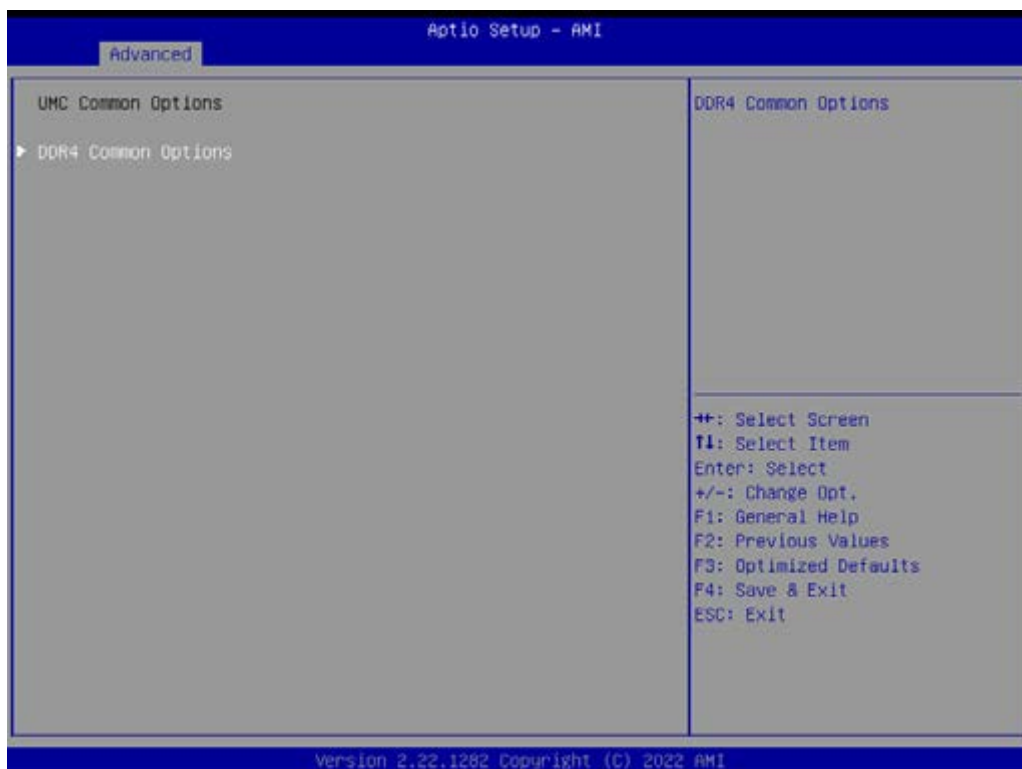 Aptio Setup - AMI
Advanced
UMC Common Options
DDR4 Common Options
DDR4 Common Options
→←: Select Screen
↑↓: Select Item
Enter: Select
+/-: Change Opt.
F1: General Help
F2: Previous Values
F3: Optimized Defaults
F4: Save & Exit
ESC: Exit
Version 2.22.1282 Copyright (C) 2022 AMI